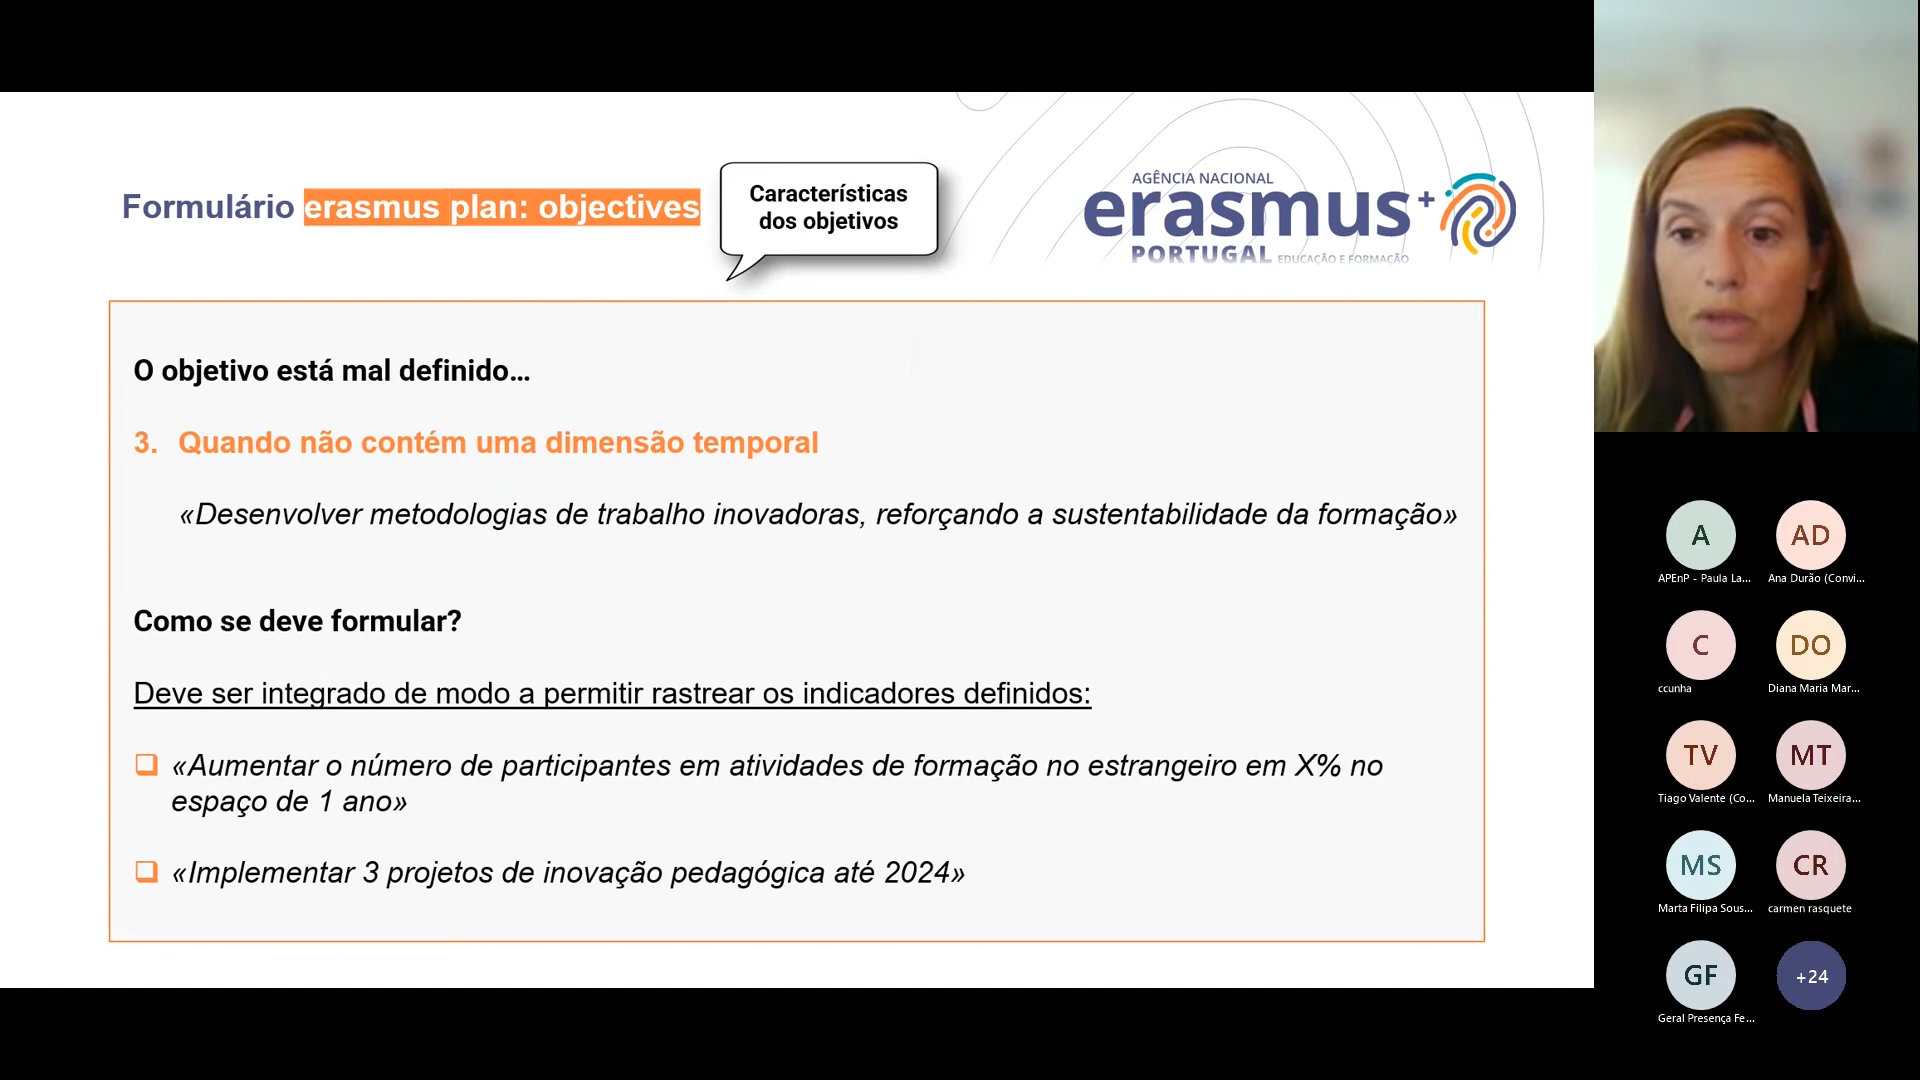 Formulário erasmus plan: objectives
Características
dos objetivos
AGÊNCIA NACIONAL
erasmus+
PORTUGAL EDUCAÇÃO E FORMAÇÃO
O objetivo está mal definido...
3. Quando não contém uma dimensão temporal
«Desenvolver metodologias de trabalho inovadoras, reforçando a sustentabilidade da formação»
Como se deve formular?
Deve ser integrado de modo a permitir rastrear os indicadores definidos:
❑ «Aumentar o número de participantes em atividades de formação no estrangeiro em X% no
espaço de 1 ano»
❑ «Implementar 3 projetos de inovação pedagógica até 2024»
A
APEnP - Paula La...
AD
Ana Durão (Convi...
C
ccunha
DO
Diana Maria Mar...
TV
Tiago Valente (Co...
MT
Manuela Teixeira...
MS
Marta Filipa Sous...
CR
carmen rasquete
GF
Geral Presença Fe...
+24